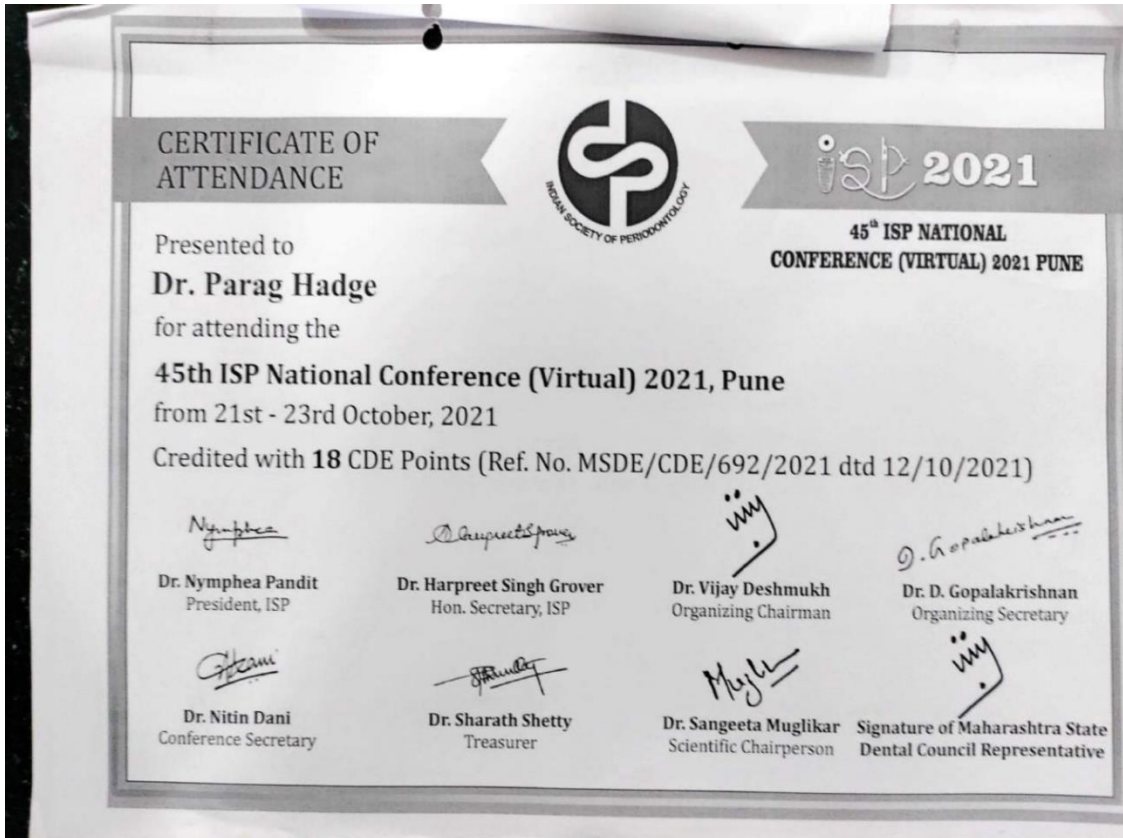 CERTIFICATE OF
ATTENDANCE
INDIAN SOCIETY OF PERIODONTOLOGY
isp 2021
45th ISP NATIONAL
CONFERENCE (VIRTUAL) 2021 PUNE
Presented to
Dr. Parag Hadge
for attending the
45th ISP National Conference (Virtual) 2021, Pune
from 21st - 23rd October, 2021
Credited with 18 CDE Points (Ref. No. MSDE/CDE/692/2021 dtd 12/10/2021)
Nymphea
D. Gopalakrishnan
Dr. Nymphea Pandit
President, ISP
Dr. Harpreet Singh Grover
Hon. Secretary, ISP
Dr. Vijay Deshmukh
Organizing Chairman
Dr. D. Gopalakrishnan
Organizing Secretary
Dr. Nitin Dani
Conference Secretary
Dr. Sharath Shetty
Treasurer
Dr. Sangeeta Muglikar
Scientific Chairperson
Signature of Maharashtra State
Dental Council Representative